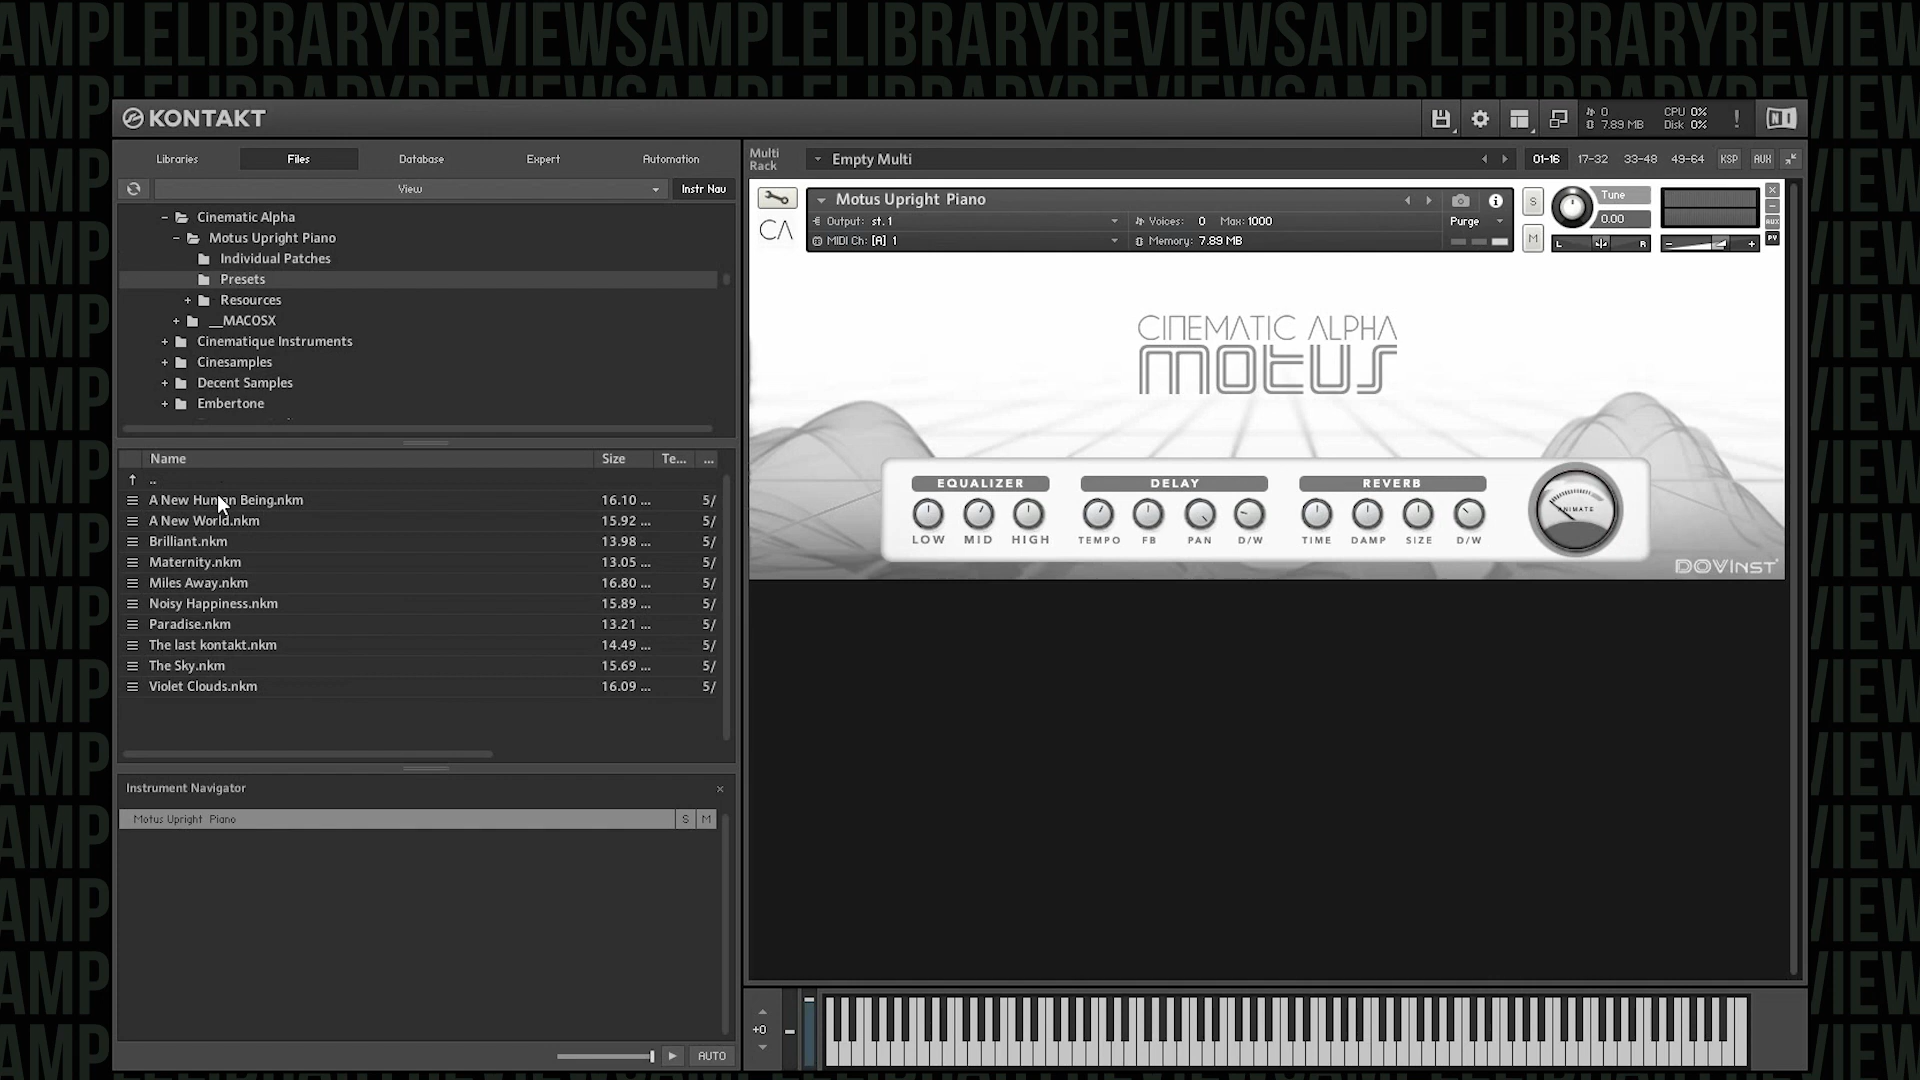 SAMPLELIBRARYREVIEWSAMPLELIBRARYREVIEWSAMPLELIBRARYREVIEW
KONTAKT
0
7.89 MB
CPU 0%
Disk 0%
!
Libraries
Files
Database
Expert
Automation
View
Instr Nau
Cinematic Alpha
Motus Upright Piano
Individual Patches
Presets
Resources
__MACOSX
Cinematique Instruments
Cinesamples
Decent Samples
Embertone
Name Size Te... ...
..
A New Human Being.nkm 16.10 ... 5/
A New World.nkm 15.92 ... 5/
Brilliant.nkm 13.98 ... 5/
Maternity.nkm 13.05 ... 5/
Miles Away.nkm 16.80 ... 5/
Noisy Happiness.nkm 15.89 ... 5/
Paradise.nkm 13.21 ... 5/
The last kontakt.nkm 14.49 ... 5/
The Sky.nkm 15.69 ... 5/
Violet Clouds.nkm 16.09 ... 5/
Instrument Navigator
Motus Upright Piano S M
AUTO
Multi
Rack
Empty Multi
01-16 17-32 33-48 49-64 KSP AUX
CA
Motus Upright Piano
Output: st.1 Voices: 0 Max: 1000 Purge
MIDI Ch: [A] 1 Memory: 7.89 MB
S
M
Tune
0.00
L R
- +
AUX
PV
CINEMATIC ALPHA
MOTUS
EQUALIZER DELAY REVERB
LOW MID HIGH TEMPO FB PAN D/W TIME DAMP SIZE D/W
ANIMATE
DOVINST
+0